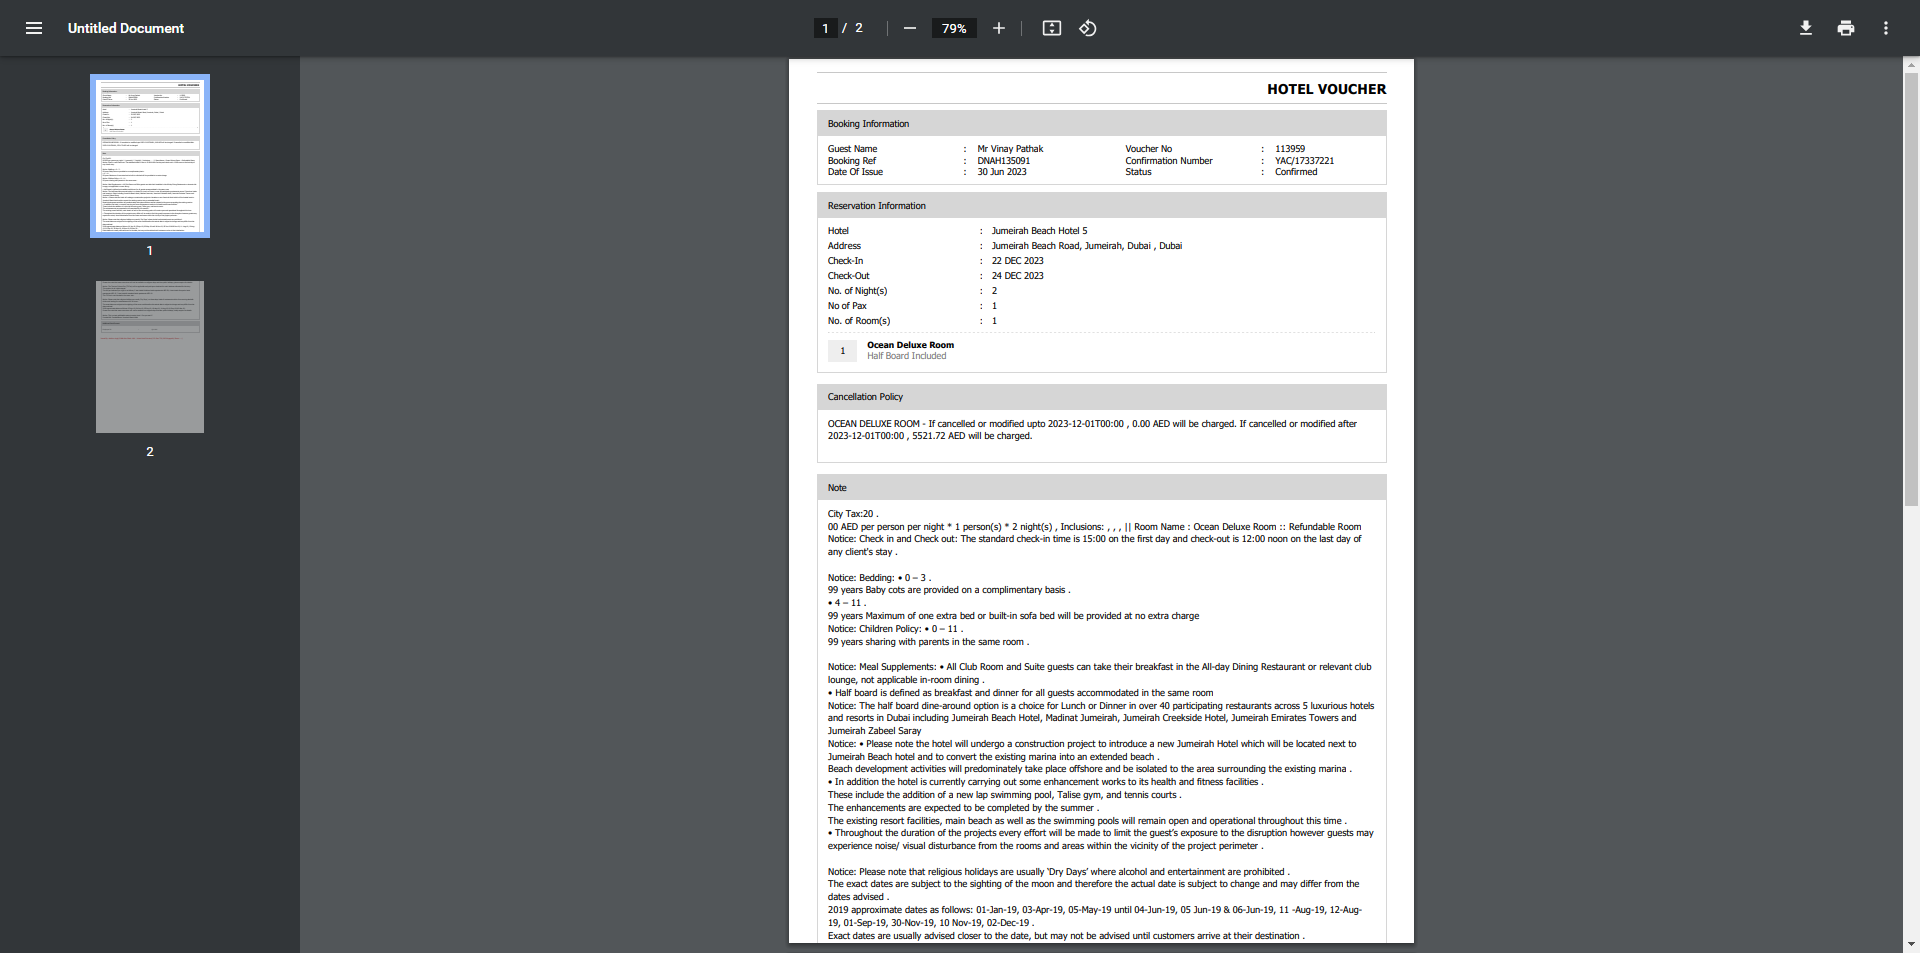 Untitled Document
1 / 2
79%
1
2
HOTEL VOUCHER
Booking Information
Guest Name : Mr Vinay Pathak Voucher No : 113959
Booking Ref : DNAH135091 Confirmation Number : YAC/17337221
Date Of Issue : 30 Jun 2023 Status : Confirmed
Reservation Information
Hotel : Jumeirah Beach Hotel 5
Address : Jumeirah Beach Road, Jumeirah, Dubai , Dubai
Check-In : 22 DEC 2023
Check-Out : 24 DEC 2023
No. of Night(s) : 2
No of Pax : 1
No. of Room(s) : 1
1 Ocean Deluxe Room
Half Board Included
Cancellation Policy
OCEAN DELUXE ROOM - If cancelled or modified upto 2023-12-01T00:00 , 0.00 AED will be charged. If cancelled or modified after
2023-12-01T00:00 , 5521.72 AED will be charged.
Note
City Tax:20 .
00 AED per person per night * 1 person(s) * 2 night(s) , Inclusions: , , , || Room Name : Ocean Deluxe Room :: Refundable Room
Notice: Check in and Check out: The standard check-in time is 15:00 on the first day and check-out is 12:00 noon on the last day of
any client's stay .
Notice: Bedding: • 0 – 3 .
99 years Baby cots are provided on a complimentary basis .
• 4 – 11 .
99 years Maximum of one extra bed or built-in sofa bed will be provided at no extra charge
Notice: Children Policy: • 0 – 11 .
99 years sharing with parents in the same room .
Notice: Meal Supplements: • All Club Room and Suite guests can take their breakfast in the All-day Dining Restaurant or relevant club
lounge, not applicable in-room dining .
• Half board is defined as breakfast and dinner for all guests accommodated in the same room
Notice: The half board dine-around option is a choice for Lunch or Dinner in over 40 participating restaurants across 5 luxurious hotels
and resorts in Dubai including Jumeirah Beach Hotel, Madinat Jumeirah, Jumeirah Creekside Hotel, Jumeirah Emirates Towers and
Jumeirah Zabeel Saray
Notice: • Please note the hotel will undergo a construction project to introduce a new Jumeirah Hotel which will be located next to
Jumeirah Beach hotel and to convert the existing marina into an extended beach .
Beach development activities will predominately take place offshore and be isolated to the area surrounding the existing marina .
• In addition the hotel is currently carrying out some enhancement works to its health and fitness facilities .
These include the addition of a new lap swimming pool, Talise gym, and tennis courts .
The enhancements are expected to be completed by the summer .
The existing resort facilities, main beach as well as the swimming pools will remain open and operational throughout this time .
• Throughout the duration of the projects every effort will be made to limit the guest's exposure to the disruption however guests may
experience noise/ visual disturbance from the rooms and areas within the vicinity of the project perimeter .
Notice: Please note that religious holidays are usually ‘Dry Days’ where alcohol and entertainment are prohibited .
The exact dates are subject to the sighting of the moon and therefore the actual date is subject to change and may differ from the
dates advised .
2019 approximate dates as follows: 01-Jan-19, 03-Apr-19, 05-May-19 until 04-Jun-19, 05 Jun-19 & 06-Jun-19, 11 -Aug-19, 12-Aug-
19, 01-Sep-19, 30-Nov-19, 10 Nov-19, 02-Dec-19 .
Exact dates are usually advised closer to the date, but may not be advised until customers arrive at their destination .